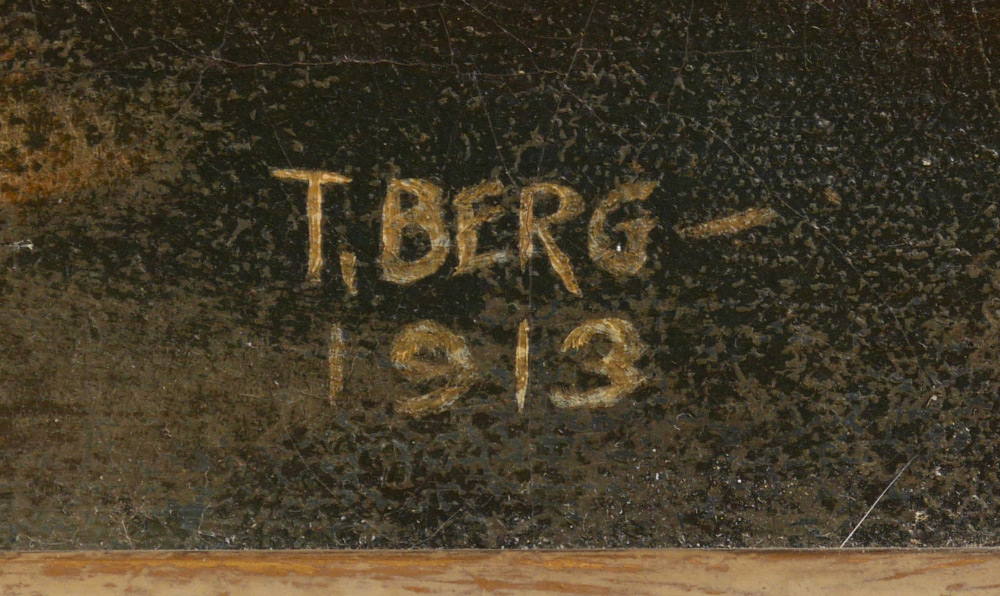 T, BERG —
1913